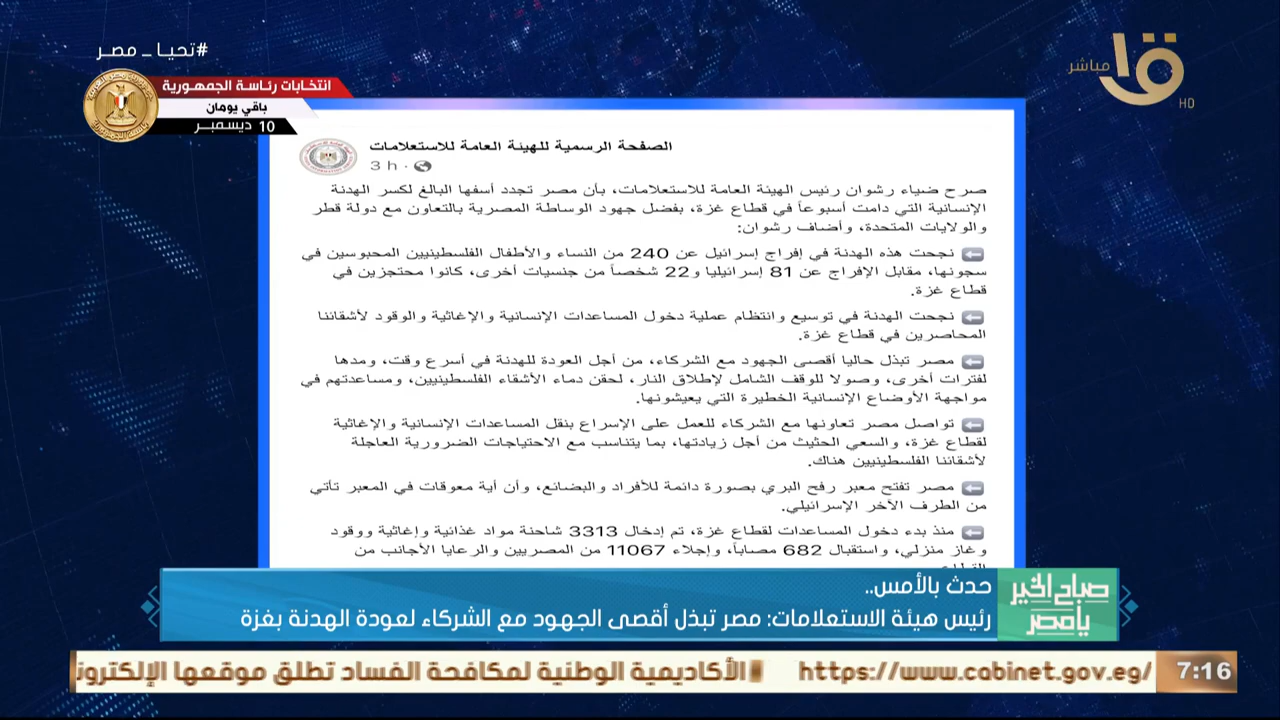 #تحيا _ مصر
انتخابات رئاسة الجمهورية
باقي يومان
10 ديسمبر
مباشر
HD
الصفحة الرسمية للهيئة العامة للاستعلامات
3 h ·
صرح ضياء رشوان رئيس الهيئة العامة للاستعلامات، بأن مصر تجدد أسفها البالغ لكسر الهدنة
الإنسانية التي دامت أسبوعاً في قطاع غزة، بفضل جهود الوساطة المصرية بالتعاون مع دولة قطر
والولايات المتحدة، وأضاف رشوان:
نجحت هذه الهدنة في إفراج إسرائيل عن 240 من النساء والأطفال الفلسطينيين المحبوسين في
سجونها، مقابل الإفراج عن 81 إسرائيليا و22 شخصاً من جنسيات أخرى، كانوا محتجزين في
قطاع غزة.
نجحت الهدنة في توسيع وانتظام عملية دخول المساعدات الإنسانية والإغاثية والوقود لأشقائنا
المحاصرين في قطاع غزة.
مصر تبذل حاليا أقصى الجهود مع الشركاء، من أجل العودة للهدنة في أسرع وقت، ومدها
لفترات أخرى، وصولا للوقف الشامل لإطلاق النار، لحقن دماء الأشقاء الفلسطينيين، ومساعدتهم في
مواجهة الأوضاع الإنسانية الخطيرة التي يعيشونها.
تواصل مصر تعاونها مع الشركاء للعمل على الإسراع بنقل المساعدات الإنسانية والإغاثية
لقطاع غزة، والسعي الحثيث من أجل زيادتها، بما يتناسب مع الاحتياجات الضرورية العاجلة
لأشقائنا الفلسطينيين هناك.
مصر تفتح معبر رفح البري بصورة دائمة للأفراد والبضائع، وأن أية معوقات في المعبر تأتي
من الطرف الآخر الإسرائيلي.
منذ بدء دخول المساعدات لقطاع غزة، تم إدخال 3313 شاحنة مواد غذائية وإغاثية ووقود
وغاز منزلي، واستقبال 682 مصاباً، وإجلاء 11067 من المصريين والرعايا الأجانب من
صباح الخير
يا مصر
حدث بالأمس..
رئيس هيئة الاستعلامات: مصر تبذل أقصى الجهود مع الشركاء لعودة الهدنة بغزة
7:16 https://www.cabinet.gov.eg/ الأكاديمية الوطنية لمكافحة الفساد تطلق موقعها